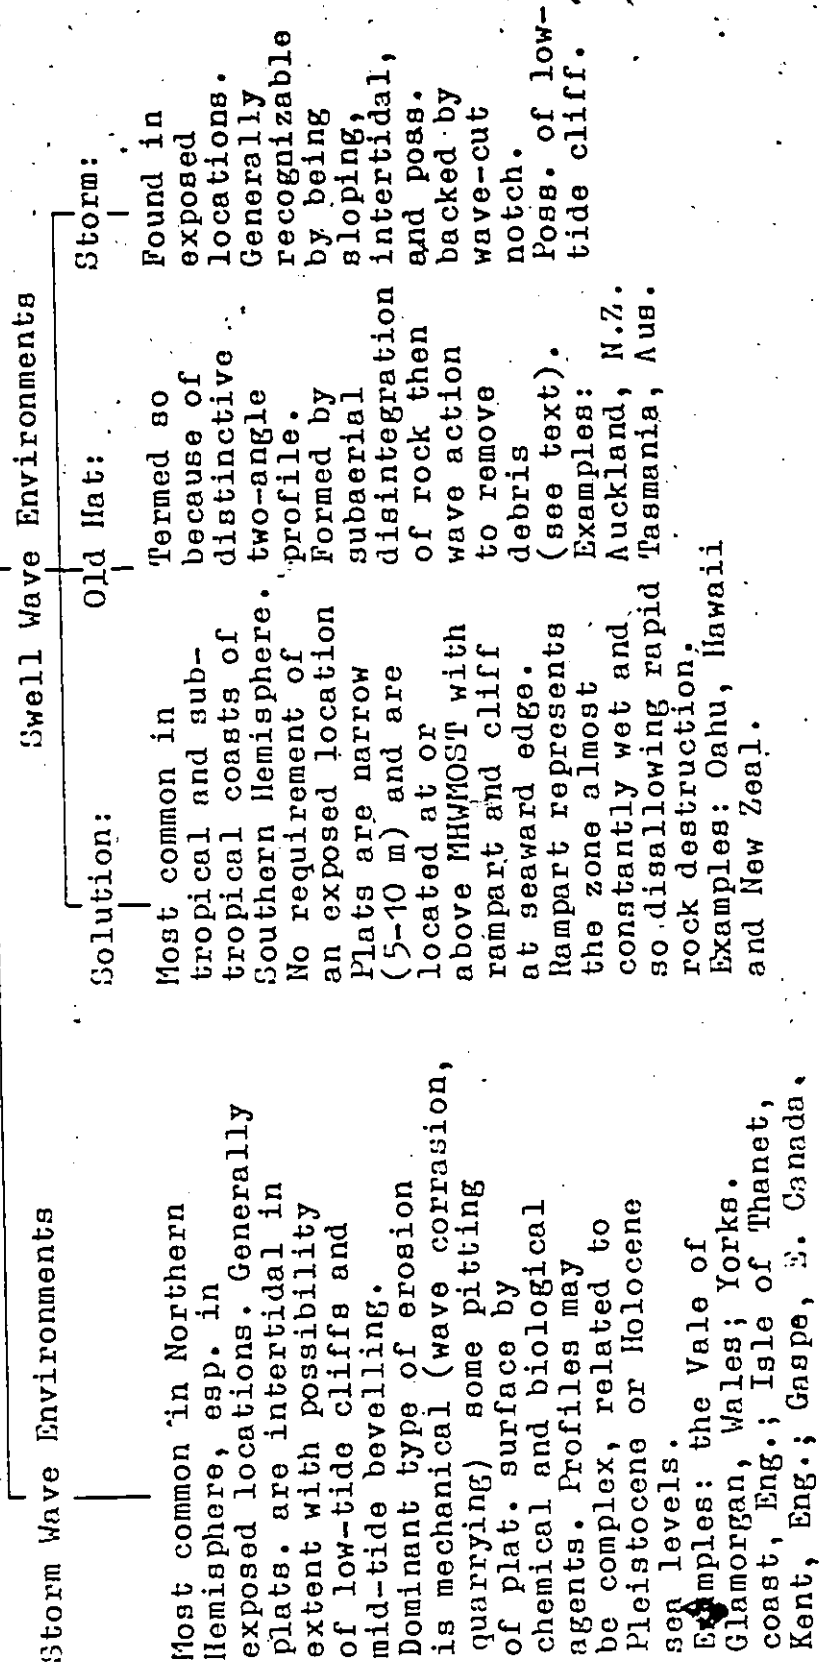 Storm Wave Environments
Most common in Northern
Hemisphere, esp. in
exposed locations. Generally
plats. are intertidal in
extent with possibility
of low-tide cliffs and
mid-tide bevelling.
Dominant type of erosion
is mechanical (wave corrasion,
quarrying) some pitting
of plat. surface by
chemical and biological
agents. Profiles may
be complex, related to
Pleistocene or Holocene
sea levels.
Examples: the Vale of
Glamorgan, Wales; Yorks.
coast, Eng.; Isle of Thanet,
Kent, Eng.; Gaspe, E. Canada.
Swell Wave Environments
Solution:
Most common in
tropical and sub-
tropical coasts of
Southern Hemisphere.
No requirement of
an exposed location
Plats are narrow
(5-10 m) and are
located at or
above MHWMOST with
rampart and cliff
at seaward edge.
Rampart represents
the zone almost
constantly wet and
so disallowing rapid
rock destruction.
Examples: Oahu, Hawaii
and New Zeal.
Old Hat:
Termed so
because of
distinctive
two-angle
profile.
Formed by
subaerial
disintegration
of rock then
wave action
to remove
debris
(see text).
Examples:
Auckland, N.Z.
Tasmania, Aus.
Storm:
Found in
exposed
locations.
Generally
recognizable
by being
sloping,
intertidal,
and poss.
backed by
wave-cut
notch.
Poss. of low-
tide cliff.